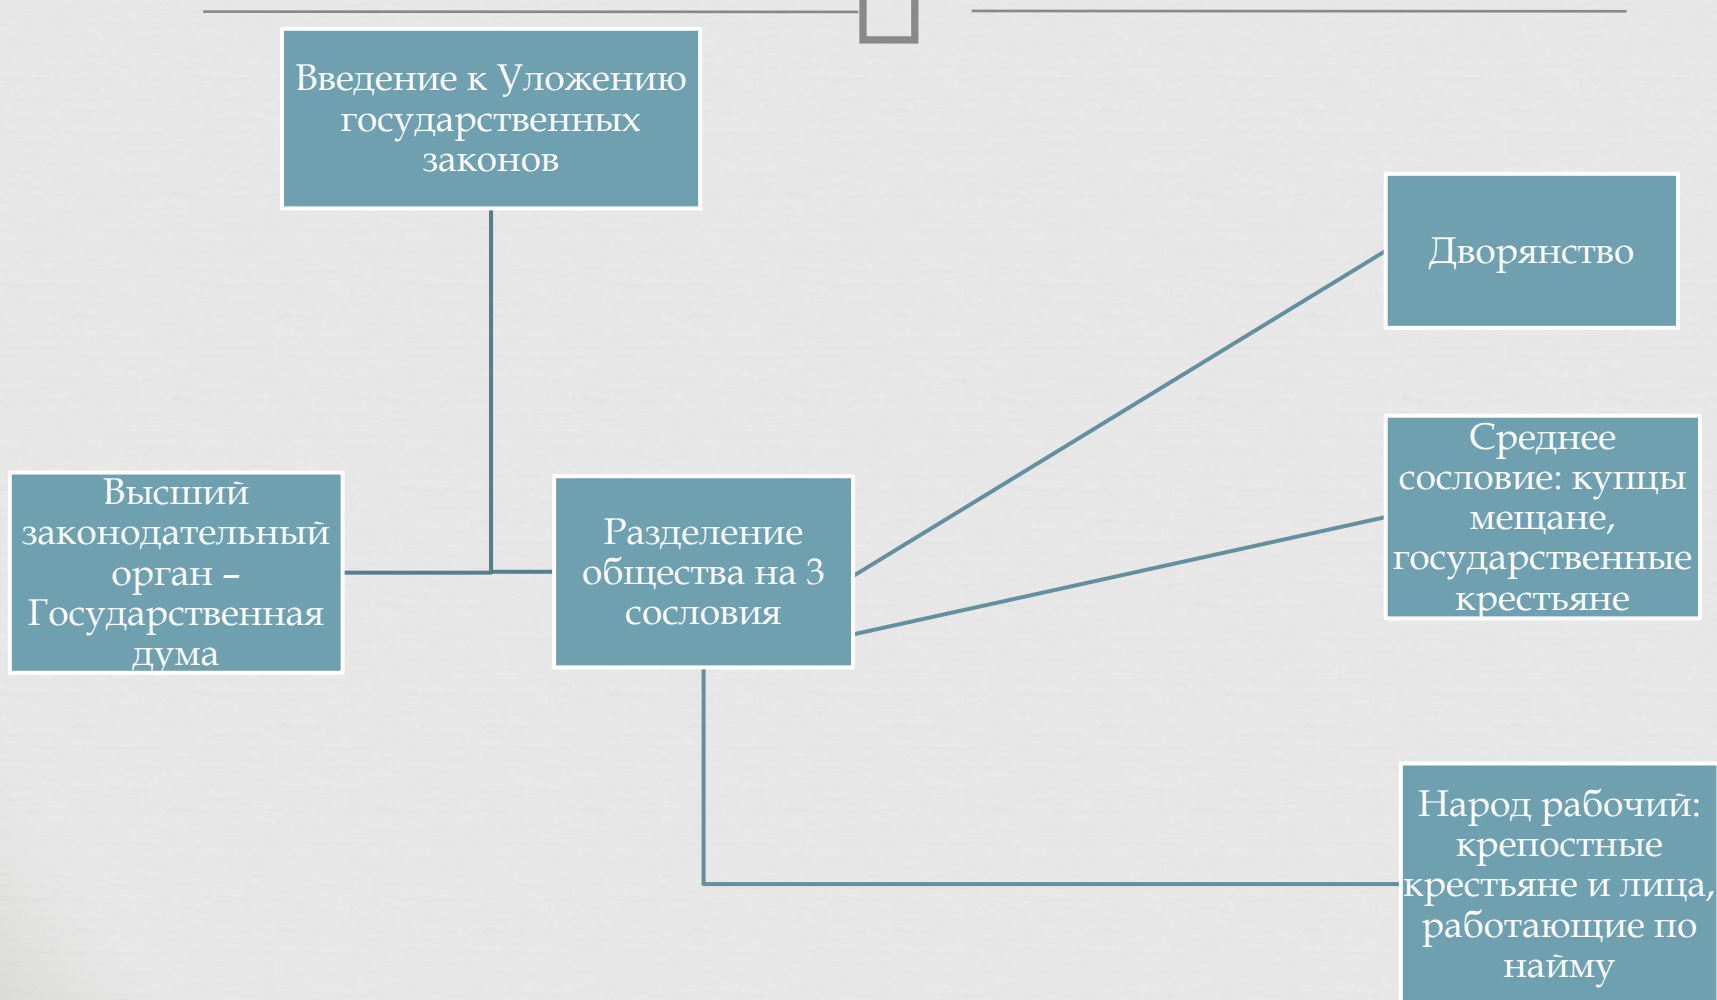 Введение к Уложению
государственных
законов
Дворянство
Среднее
сословие: купцы
мещане,
государственные
крестьяне
Высший
законодательный
орган –
Государственная
дума
Разделение
общества на 3
сословия
Народ рабочий:
крепостные
крестьяне и лица,
работающие по
найму